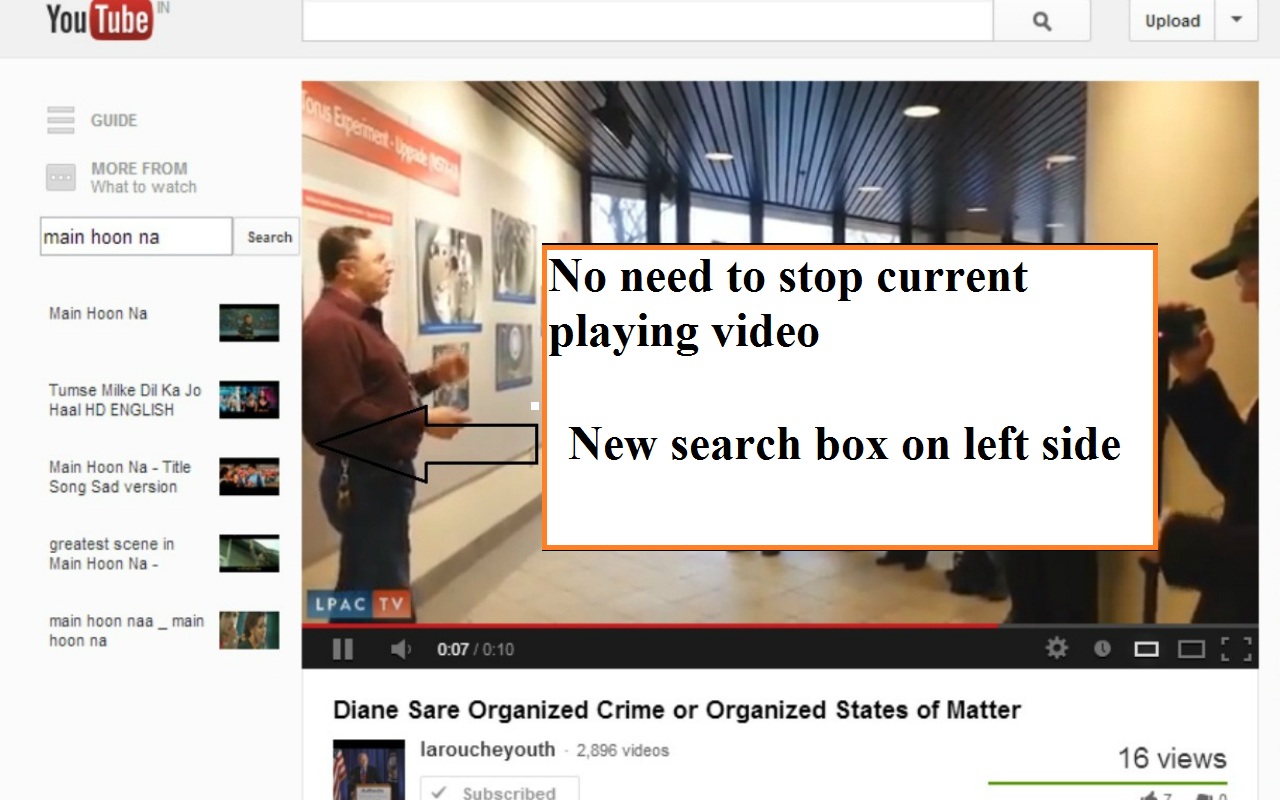 YouTube IN
Upload
GUIDE
MORE FROM
What to watch
main hoon na
Search
Main Hoon Na
Tumse Milke Dil Ka Jo
Haal HD ENGLISH
Main Hoon Na - Title
Song Sad version
greatest scene in
Main Hoon Na -
main hoon naa _ main
hoon na
Torus Experiment - Upgrade
No need to stop current
playing video
New search box on left side
LPAC TV
0:07 / 0:10
Diane Sare Organized Crime or Organized States of Matter
laroucheyouth · 2,896 videos
Subscribed
16 views
7 0